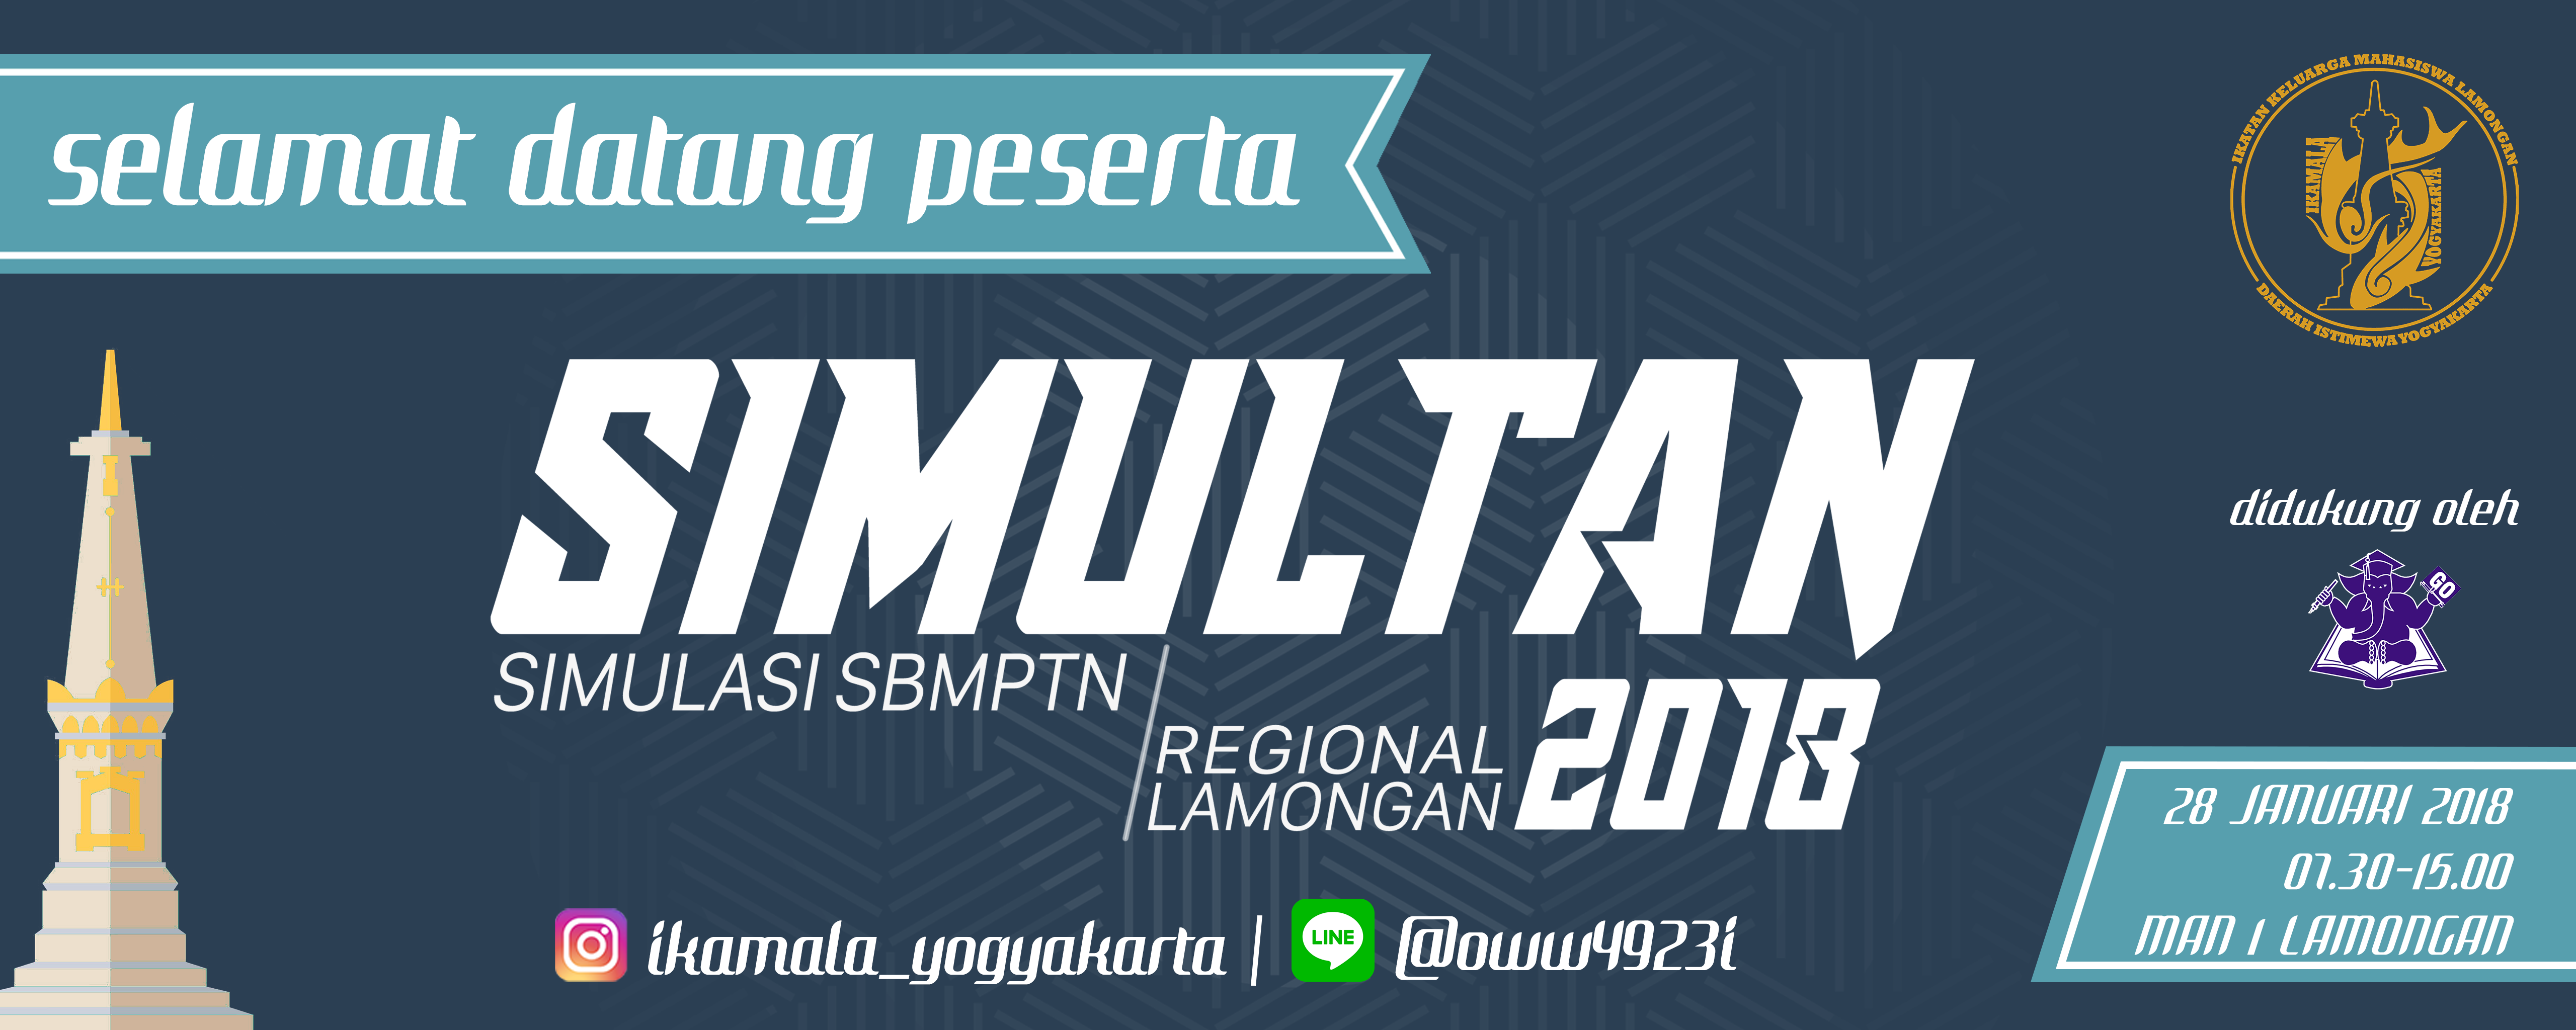 selamat datang peserta
IKATAN KELUARGA MAHASISWA LAMONGAN
IKAMALA
YOGYAKARTA
DAERAH ISTIMEWA YOGYAKARTA
SIMULTAN
SIMULASI SBMPTN
REGIONAL
LAMONGAN
2018
didukung oleh
GO
28 JANUARI 2018
07.30-15.00
MAN 1 LAMONGAN
ikamala_yogyakarta |
LINE
@oww4923i